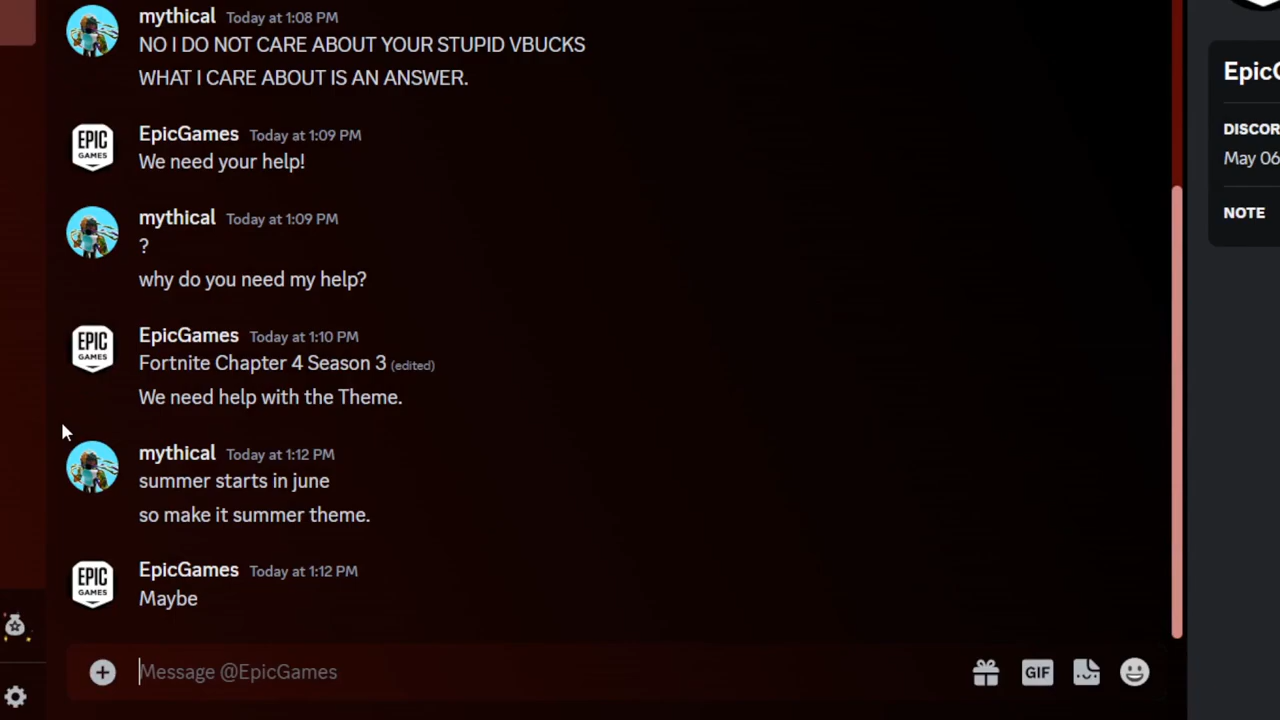 mythical Today at 1:08 PM
NO I DO NOT CARE ABOUT YOUR STUPID VBUCKS
WHAT I CARE ABOUT IS AN ANSWER.
EPIC GAMES
EpicGames Today at 1:09 PM
We need your help!
mythical Today at 1:09 PM
?
why do you need my help?
EPIC GAMES
EpicGames Today at 1:10 PM
Fortnite Chapter 4 Season 3 (edited)
We need help with the Theme.
mythical Today at 1:12 PM
summer starts in june
so make it summer theme.
EPIC GAMES
EpicGames Today at 1:12 PM
Maybe
Message @EpicGames
GIF
EpicG
DISCOR
May 06
NOTE